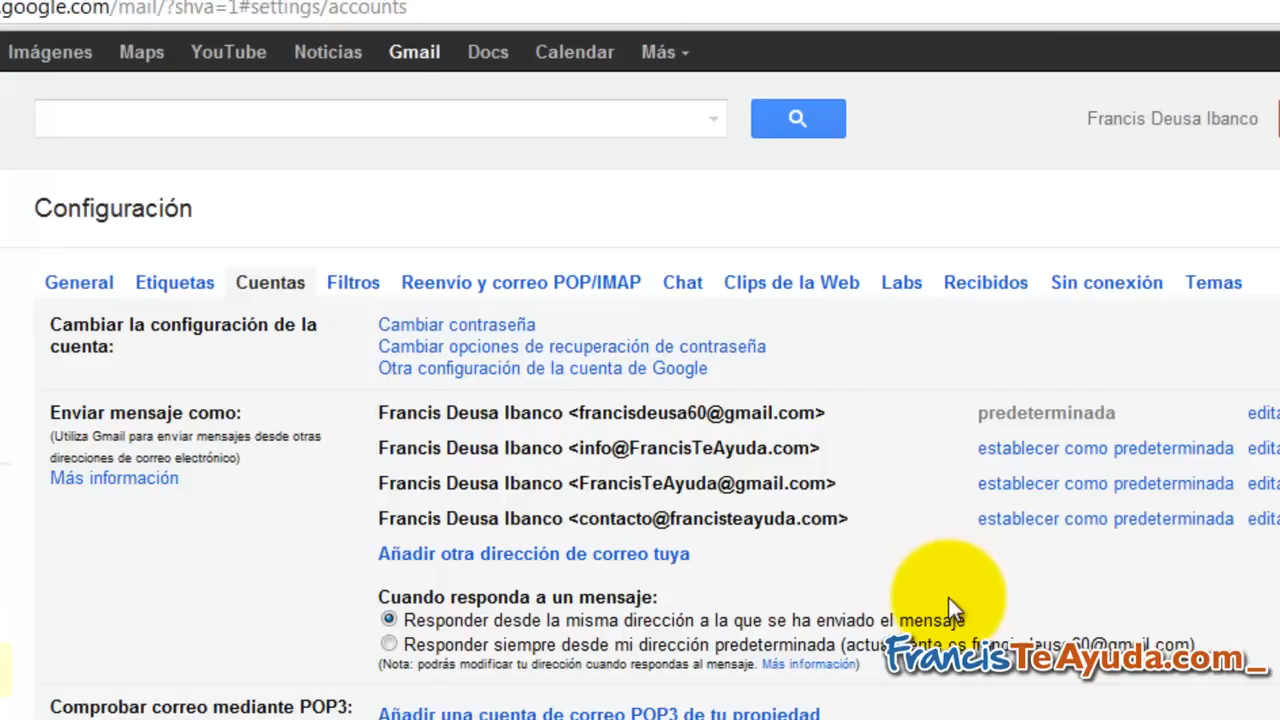 .google.com/mail/?shva=1#settings/accounts
Imágenes Maps YouTube Noticias Gmail Docs Calendar Más
Francis Deusa Ibanco
Configuración
General Etiquetas Cuentas Filtros Reenvío y correo POP/IMAP Chat Clips de la Web Labs Recibidos Sin conexión Temas
Cambiar la configuración de la
cuenta:
Cambiar contraseña
Cambiar opciones de recuperación de contraseña
Otra configuración de la cuenta de Google
Enviar mensaje como:
(Utiliza Gmail para enviar mensajes desde otras
direcciones de correo electrónico)
Más información
Francis Deusa Ibanco <francisdeusa60@gmail.com> predeterminada edita
Francis Deusa Ibanco <info@FrancisTeAyuda.com> establecer como predeterminada edita
Francis Deusa Ibanco <FrancisTeAyuda@gmail.com> establecer como predeterminada edita
Francis Deusa Ibanco <contacto@francisteayuda.com> establecer como predeterminada edita
Añadir otra dirección de correo tuya
Cuando responda a un mensaje:
Responder desde la misma dirección a la que se ha enviado el mensaje
Responder siempre desde mi dirección predeterminada
(Nota: podrás modificar tu dirección cuando respondas al mensaje. Más información)
FrancisTeAyuda.com_
Comprobar correo mediante POP3:
Añadir una cuenta de correo POP3 de tu propiedad